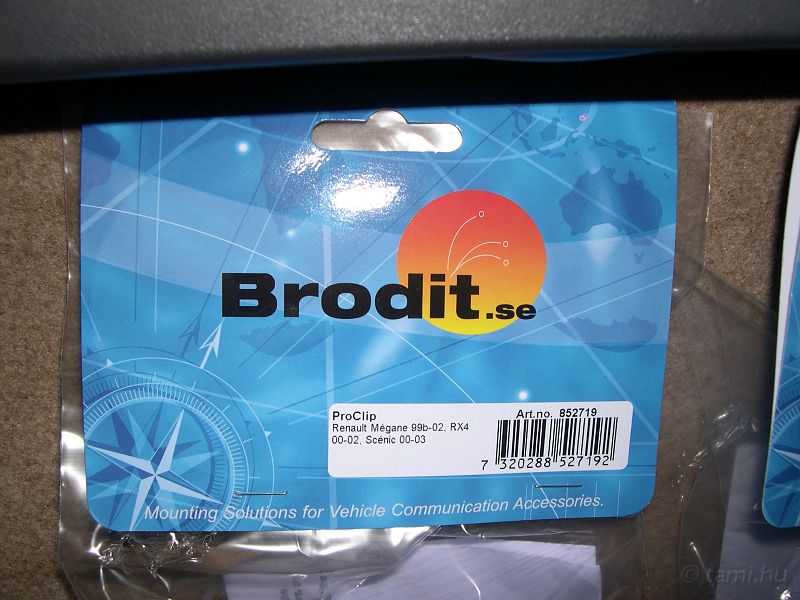 Brodit.se
ProClip
Art.no. 852719
Renault Mégane 99b-02, RX4
00-02, Scénic 00-03
7 320288 527192
Mounting Solutions for Vehicle Communication Accessories.
© tami.hu